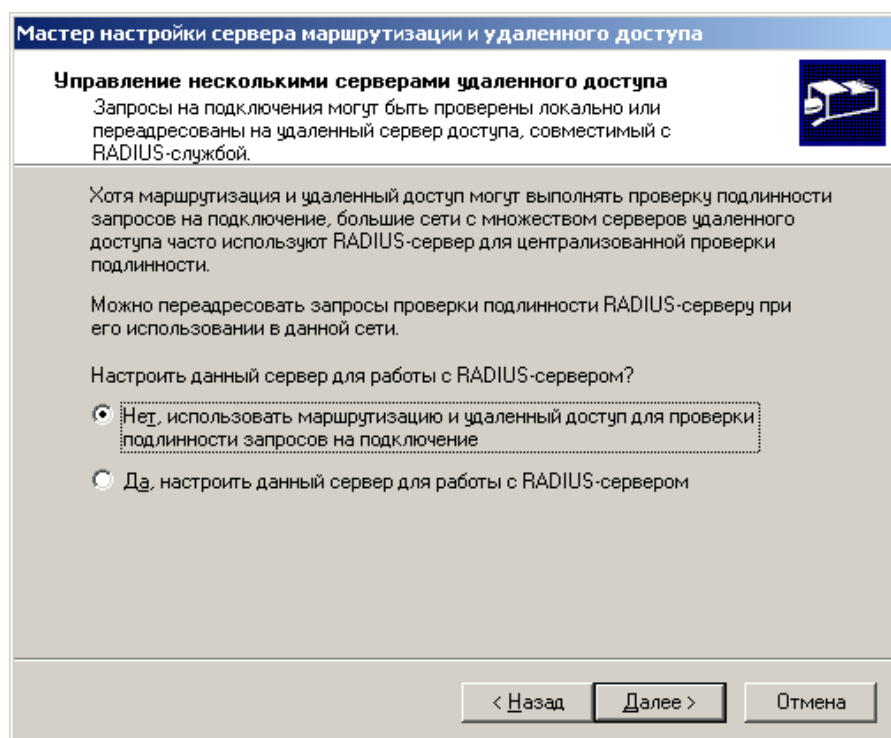 Мастер настройки сервера маршрутизации и удаленного доступа
Управление несколькими серверами удаленного доступа
Запросы на подключения могут быть проверены локально или
переадресованы на удаленный сервер доступа, совместимый с
RADIUS-службой.
Хотя маршрутизация и удаленный доступ могут выполнять проверку подлинности
запросов на подключение, большие сети с множеством серверов удаленного
доступа часто используют RADIUS-сервер для централизованной проверки
подлинности.
Можно переадресовать запросы проверки подлинности RADIUS-серверу при
его использовании в данной сети.
Настроить данный сервер для работы с RADIUS-сервером?
Нет, использовать маршрутизацию и удаленный доступ для проверки
подлинности запросов на подключение
Да, настроить данный сервер для работы с RADIUS-сервером
< Назад Далее > Отмена